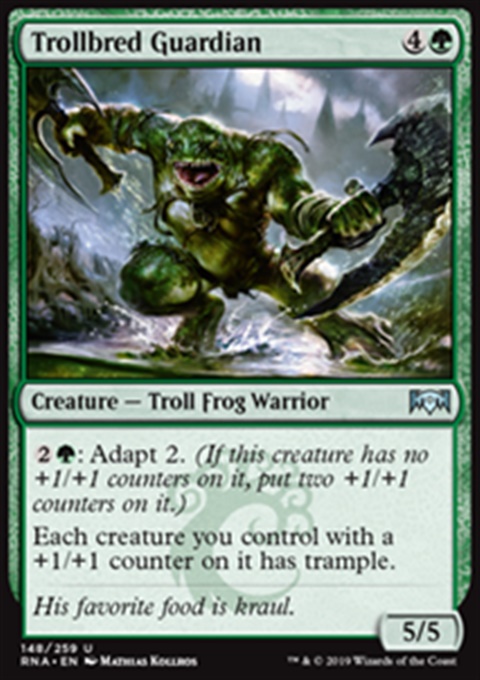 Trollbred Guardian 4
Creature — Troll Frog Warrior
2: Adapt 2. (If this creature has no
+1/+1 counters on it, put two +1/+1
counters on it.)
Each creature you control with a
+1/+1 counter on it has trample.
His favorite food is kraul.
5/5
148/259 U
RNA • EN Mathias Kollros
™ & © 2019 Wizards of the Coast